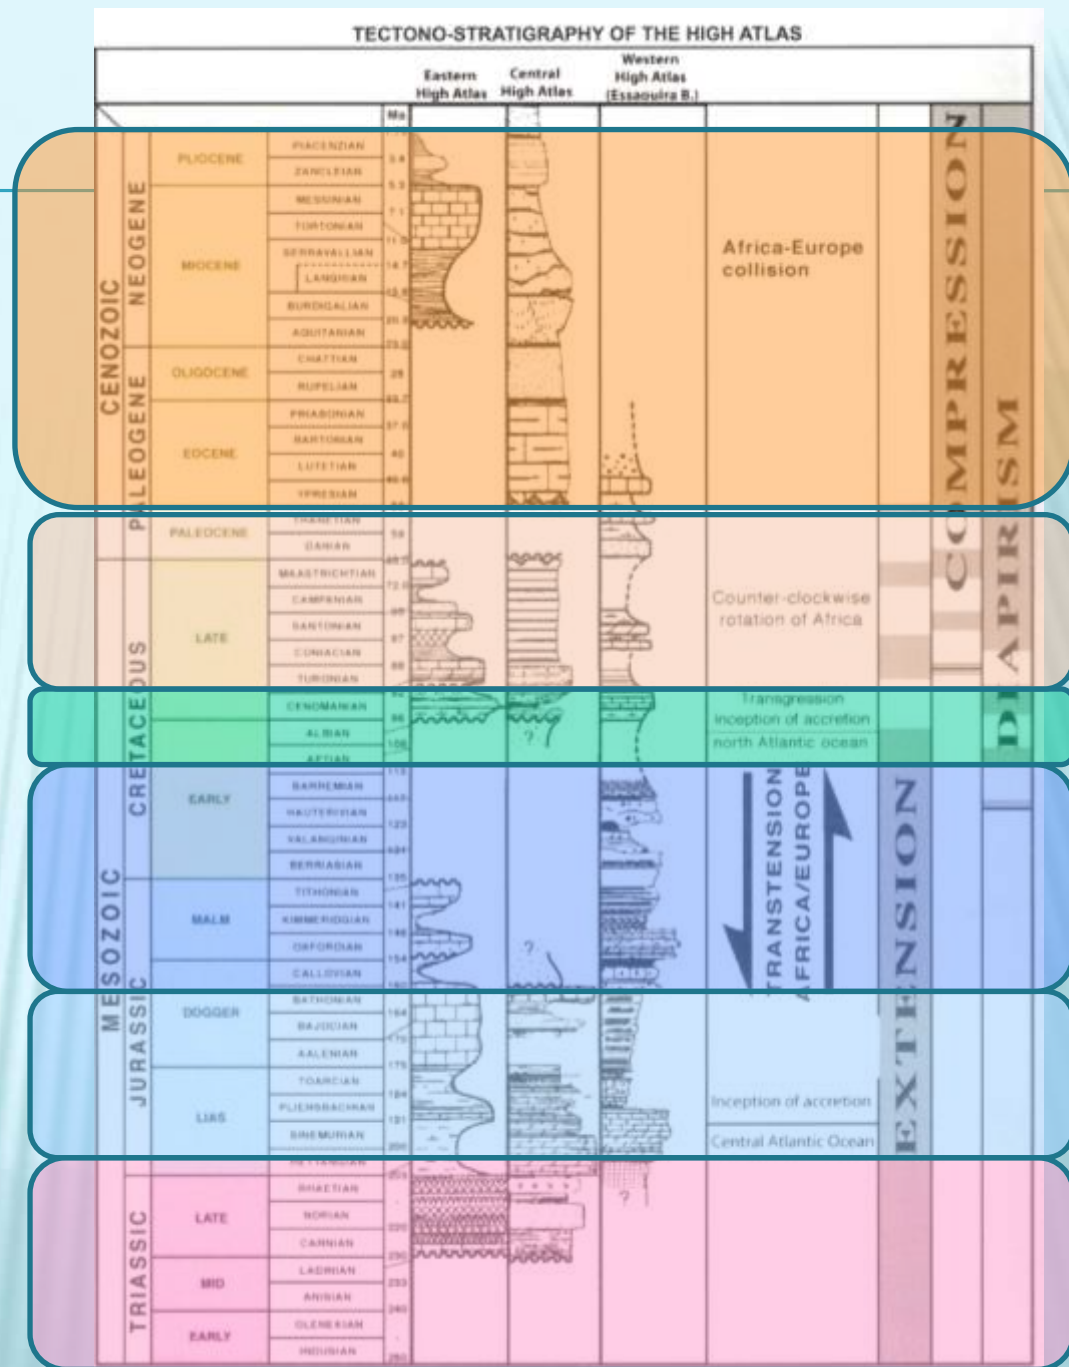 TECTONO-STRATIGRAPHY OF THE HIGH ATLAS
Eastern
High Atlas
Central
High Atlas
Western
High Atlas
(Essaouira B.)
Ma
CENOZOIC
NEOGENE
PLIOCENE
PIACENZIAN
ZANCLEIAN
MIOCENE
MESSINIAN
TORTONIAN
SERRAVALLIAN
LANGHIAN
BURDIGALIAN
AQUITANIAN
PALEOGENE
OLIGOCENE
CHATTIAN
RUPELIAN
EOCENE
PRIABONIAN
BARTONIAN
LUTETIAN
YPRESIAN
PALEOCENE
THANETIAN
DANIAN
MESOZOIC
CRETACEOUS
LATE
MAASTRICHTIAN
CAMPANIAN
SANTONIAN
CONIACIAN
TURONIAN
CENOMANIAN
EARLY
ALBIAN
APTIAN
BARREMIAN
HAUTERIVIAN
VALANGINIAN
BERRIASIAN
JURASSIC
MALM
TITHONIAN
KIMMERIDGIAN
OXFORDIAN
DOGGER
CALLOVIAN
BATHONIAN
BAJOCIAN
AALENIAN
LIAS
TOARCIAN
PLIENSBACHIAN
SINEMURIAN
HETTANGIAN
TRIASSIC
LATE
RHAETIAN
NORIAN
CARNIAN
MID
LADINIAN
ANISIAN
EARLY
OLENEKIAN
INDUSIAN
?
?
?
Africa-Europe
collision
Counter-clockwise
rotation of Africa
Transgression
Inception of accretion
north Atlantic ocean
TRANSTENSION
AFRICA/EUROPE
Inception of accretion
Central Atlantic Ocean
EXTENSION
COMPRESSION
DIAPIRISM